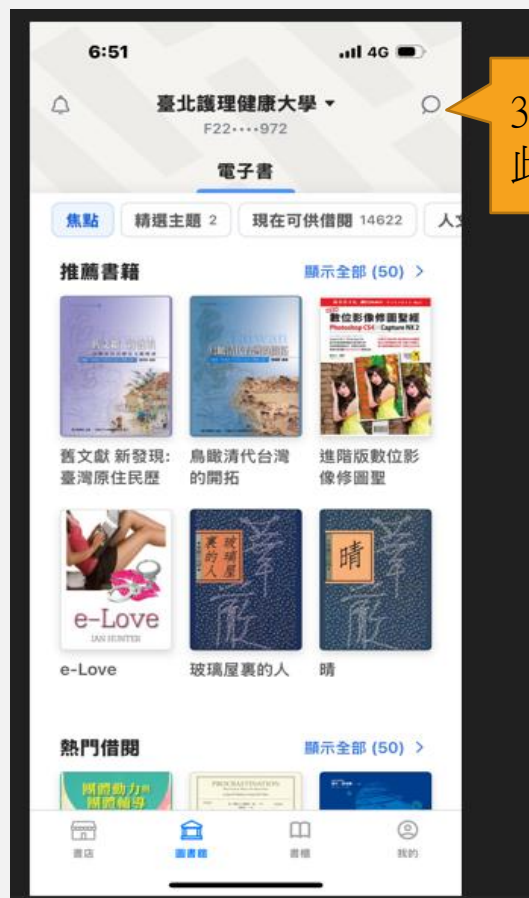 6:51
4G
臺北護理健康大學
F22····972
電子書
焦點
精選主題 2
現在可供借閱 14622
人
3
推薦書籍
顯示全部 (50) >
數位影像修圖聖經
Photoshop CS4 Capture NX 2
舊文獻 新發現:
臺灣原住民歷
鳥瞰清代台灣
的開拓
進階版數位影
像修圖聖
e-Love
IAN HUNTER
玻璃屋
裏的人
華嚴
晴
華嚴
e-Love
玻璃屋裏的人
晴
熱門借閱
顯示全部 (50) >
團體動力與
團體輔導
PROCRASTINATION
書店
圖書館
書櫃
我的